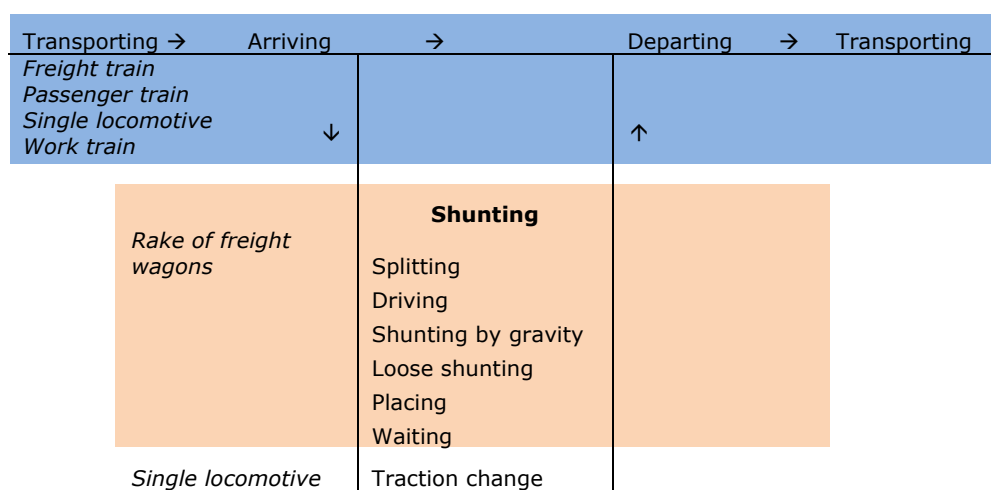 Transporting → Arriving → Departing → Transporting
Freight train
Passenger train
Single locomotive ↓ ↑
Work train
Shunting
Rake of freight
wagons
Splitting
Driving
Shunting by gravity
Loose shunting
Placing
Waiting
Single locomotive Traction change